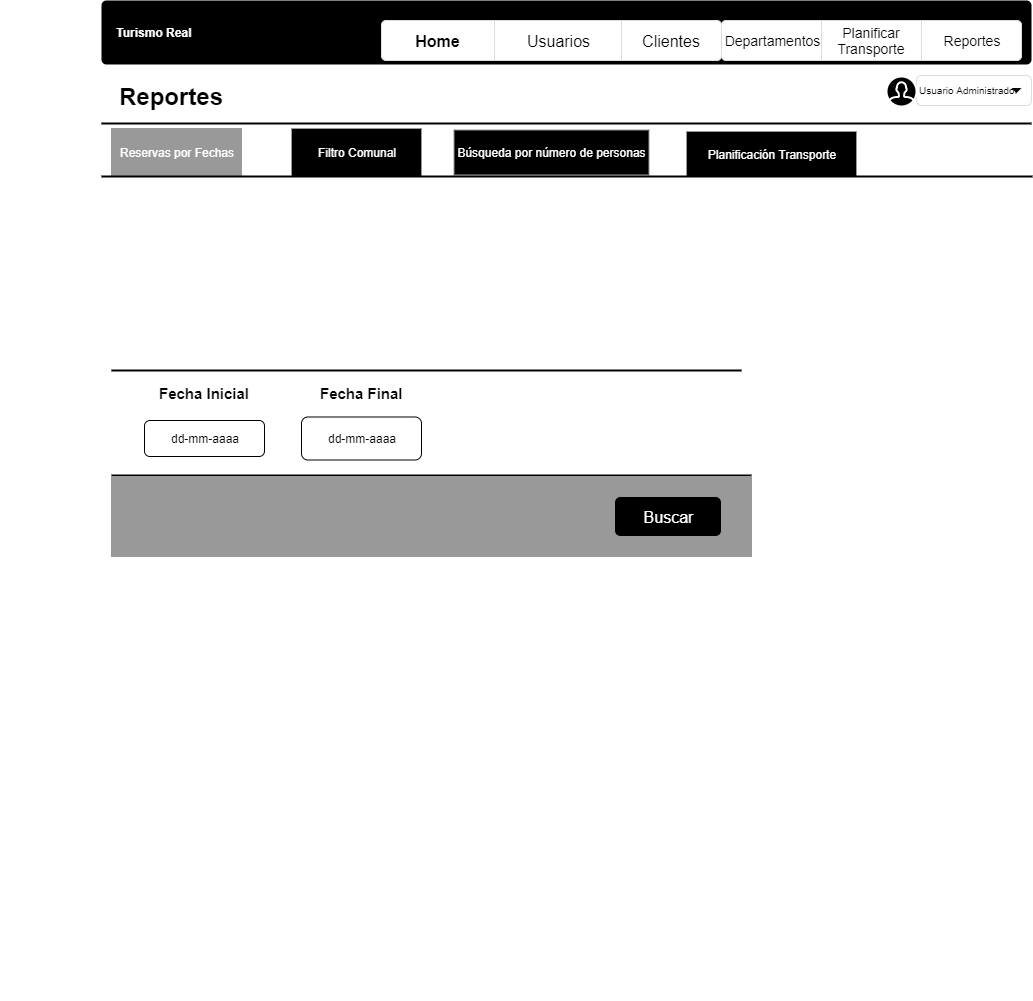 Turismo Real
Home
Usuarios
Clientes
Departamentos
Planificar
Transporte
Reportes
Reportes
Usuario Administrador
Reservas por Fechas
Filtro Comunal
Búsqueda por número de personas
Planificación Transporte
Fecha Inicial
Fecha Final
dd-mm-aaaa
dd-mm-aaaa
Buscar